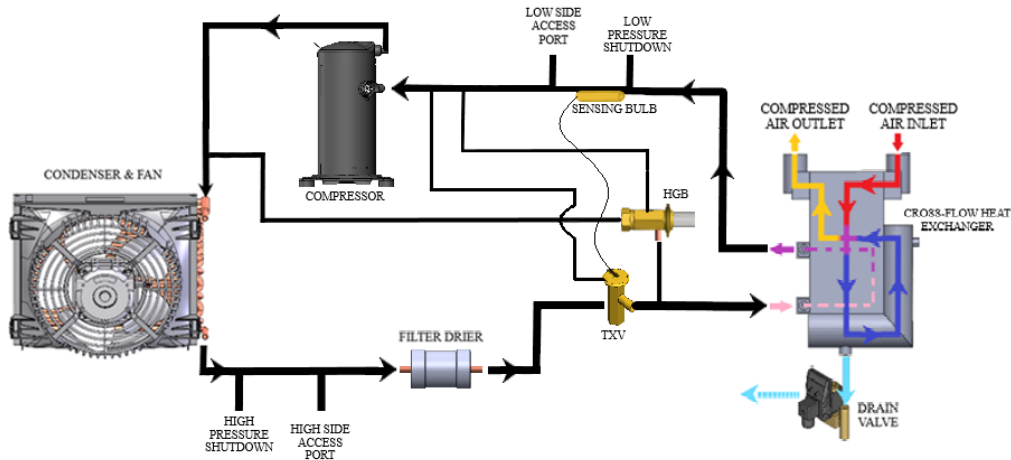 LOW SIDE
ACCESS
PORT
LOW
PRESSURE
SHUTDOWN
SENSING BULB
COMPRESSED
AIR OUTLET
COMPRESSED
AIR INLET
CONDENSER & FAN
COMPRESSOR
HGB
CROSS-FLOW HEAT
EXCHANGER
TXV
FILTER DRIER
HIGH
PRESSURE
SHUTDOWN
HIGH SIDE
ACCESS
PORT
DRAIN
VALVE